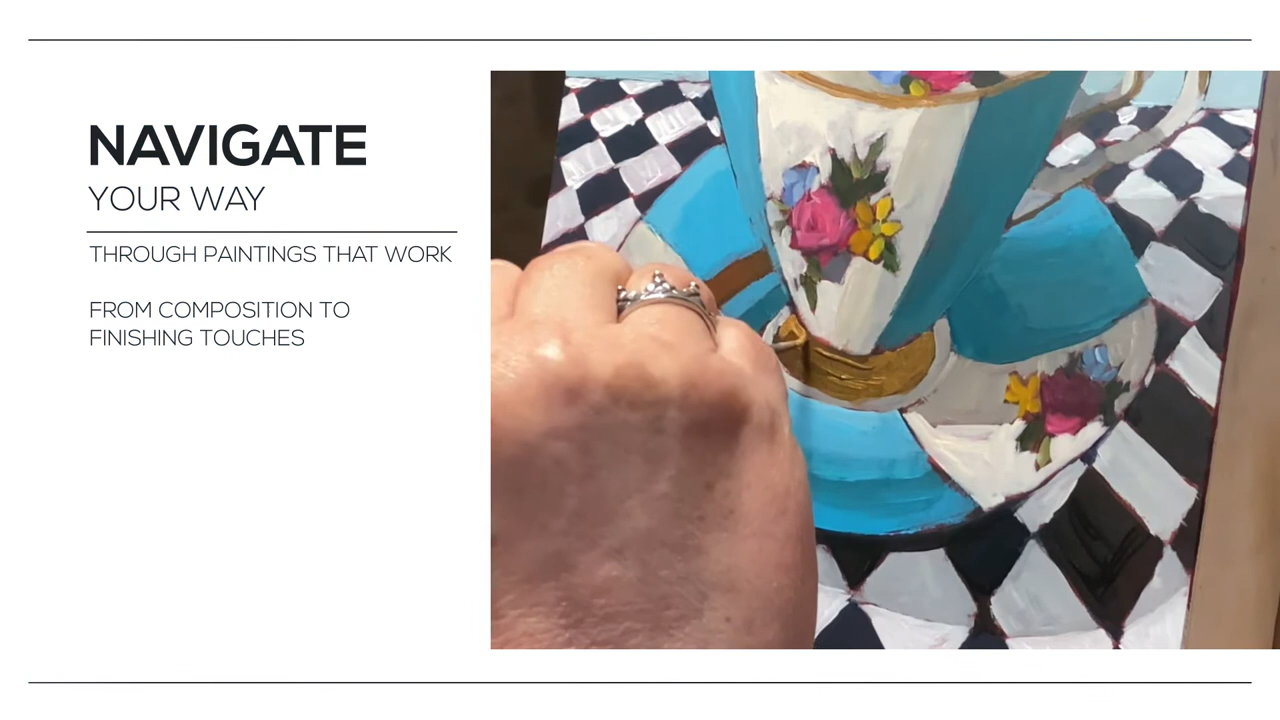 NAVIGATE
YOUR WAY
THROUGH PAINTINGS THAT WORK
FROM COMPOSITION TO
FINISHING TOUCHES